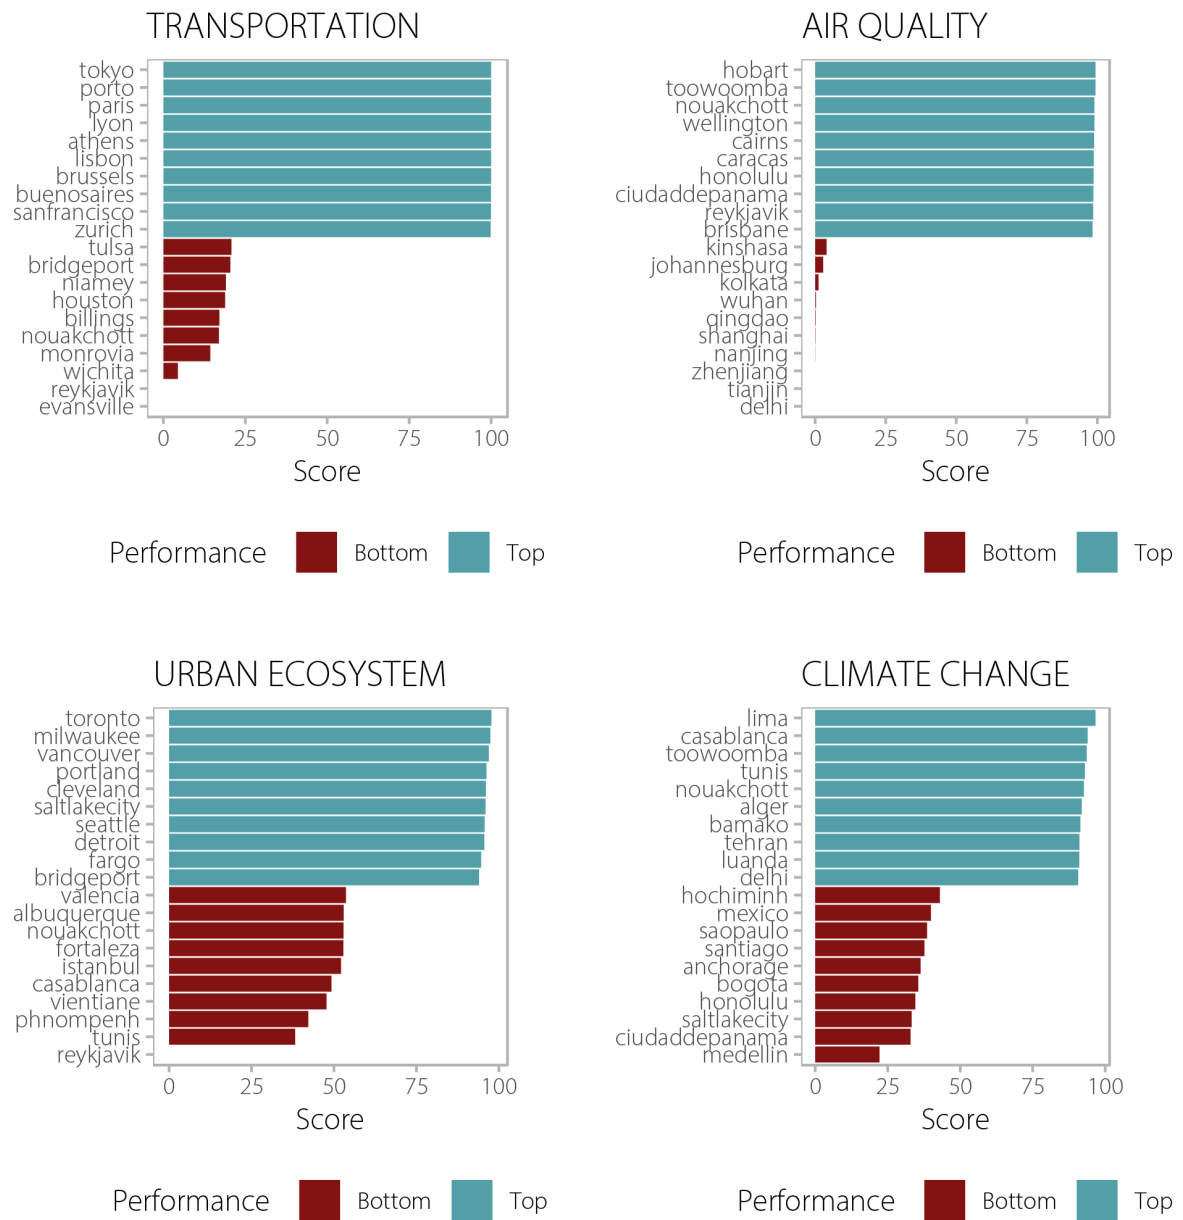 TRANSPORTATION
tokyo
porto
paris
lyon
athens
lisbon
brussels
buenosaires
sanfrancisco
zurich
tulsa
bridgeport
niamey
houston
billings
nouakchott
monrovia
wichita
reykjavik
evansville
0 25 50 75 100
Score
Performance Bottom Top
AIR QUALITY
hobart
toowoomba
nouakchott
wellington
cairns
caracas
honolulu
ciudaddepanama
reykjavik
brisbane
kinshasa
johannesburg
kolkata
wuhan
qingdao
shanghai
nanjing
zhenjiang
tianjin
delhi
0 25 50 75 100
Score
Performance Bottom Top
URBAN ECOSYSTEM
toronto
milwaukee
vancouver
portland
cleveland
saltlakecity
seattle
detroit
fargo
bridgeport
valencia
albuquerque
nouakchott
fortaleza
istanbul
casablanca
vientiane
phnompenh
tunis
reykjavik
0 25 50 75 100
Score
Performance Bottom Top
CLIMATE CHANGE
lima
casablanca
toowoomba
tunis
nouakchott
alger
bamako
tehran
luanda
delhi
hochiminh
mexico
saopaulo
santiago
anchorage
bogota
honolulu
saltlakecity
ciudaddepanama
medellin
0 25 50 75 100
Score
Performance Bottom Top